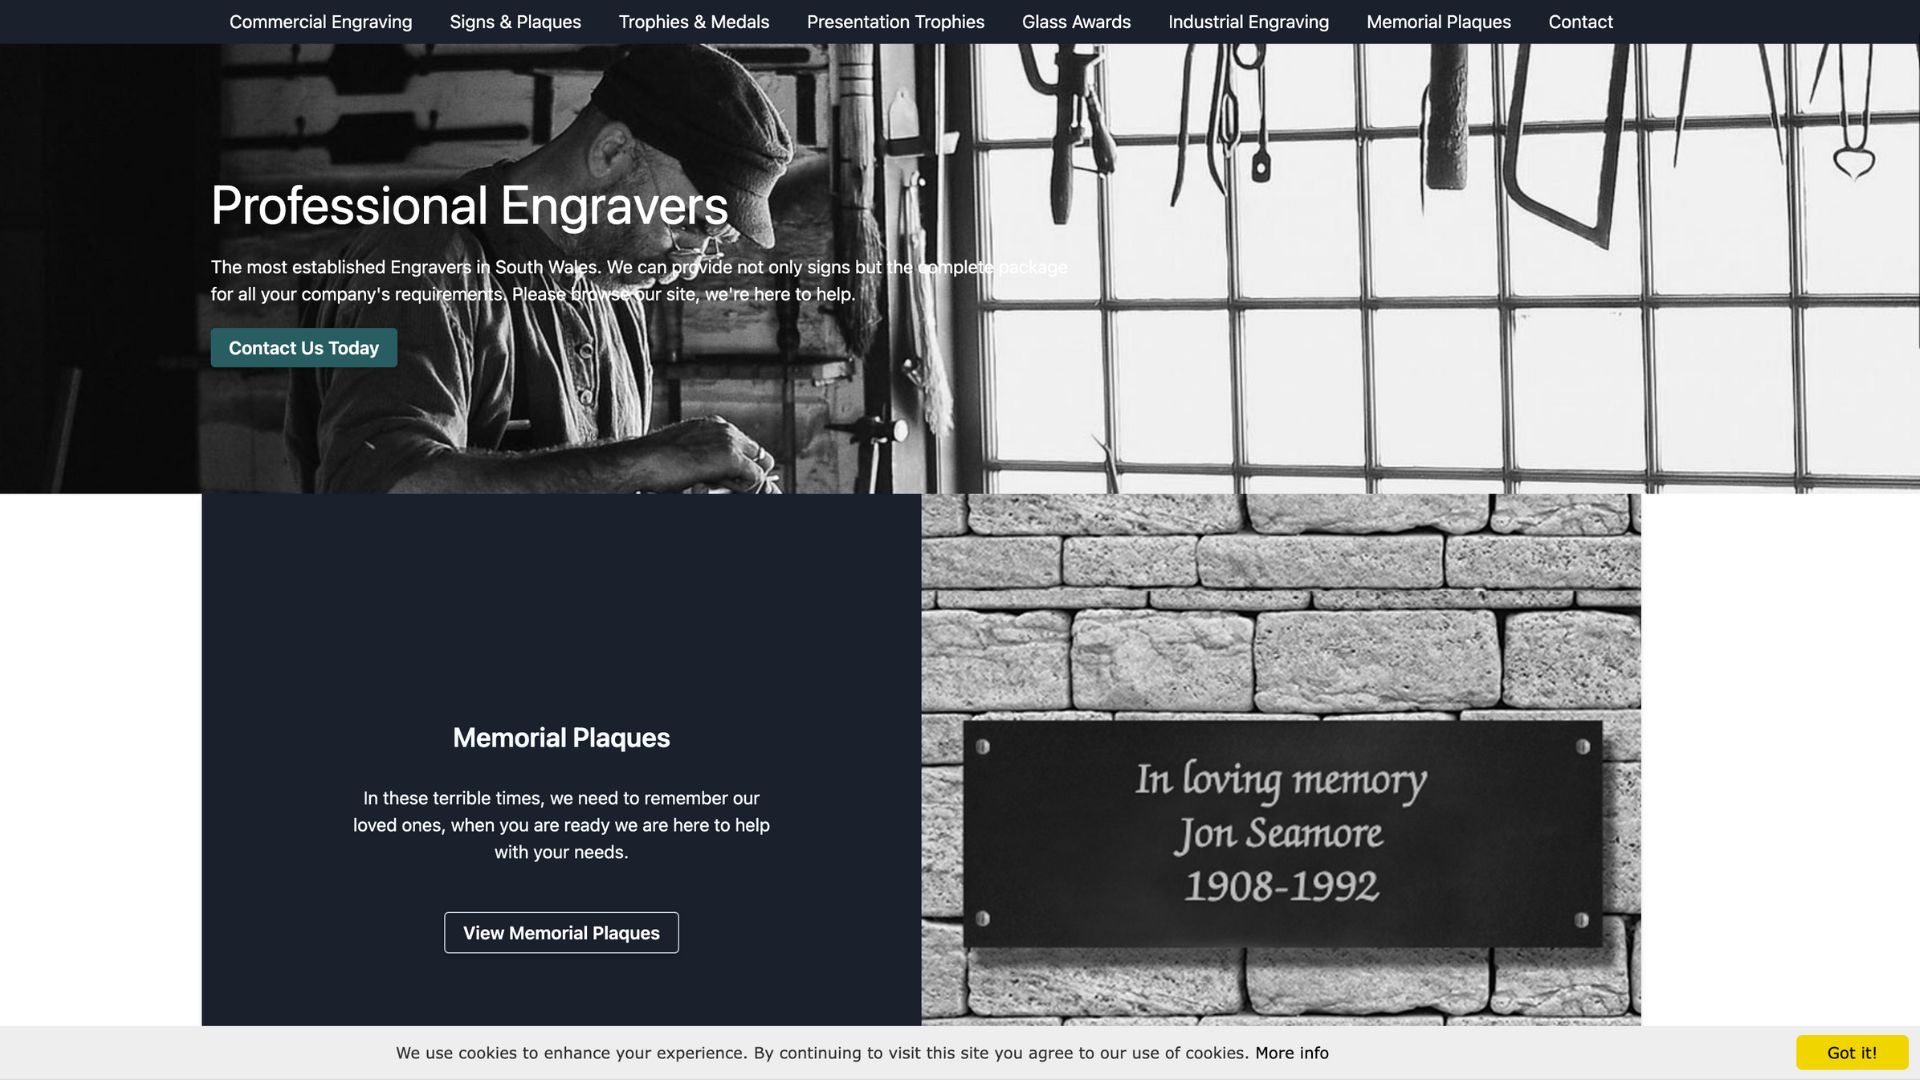 Commercial Engraving Signs & Plaques Trophies & Medals Presentation Trophies Glass Awards Industrial Engraving Memorial Plaques Contact
Professional Engravers
The most established Engravers in South Wales. We can provide not only signs but the complete package
for all your company's requirements. Please browse our site, we're here to help.
Contact Us Today
Memorial Plaques
In these terrible times, we need to remember our
loved ones, when you are ready we are here to help
with your needs.
View Memorial Plaques
In loving memory
Jon Seamore
1908-1992
We use cookies to enhance your experience. By continuing to visit this site you agree to our use of cookies. More info
Got it!